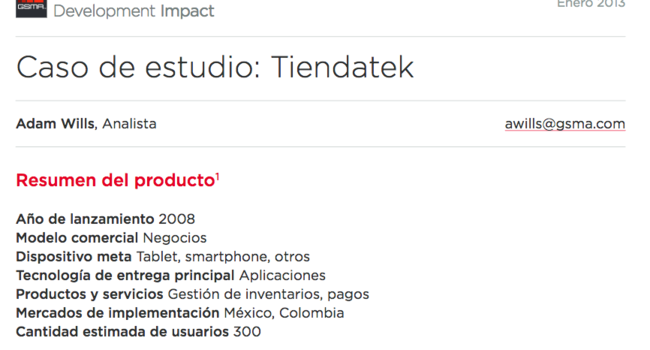 GSMA.
Development Impact
Enero 2013
Caso de estudio: Tiendatek
Adam Wills, Analista
awills@gsma.com
Resumen del producto¹
Año de lanzamiento 2008
Modelo comercial Negocios
Dispositivo meta Tablet, smartphone, otros
Tecnología de entrega principal Aplicaciones
Productos y servicios Gestión de inventarios, pagos
Mercados de implementación México, Colombia
Cantidad estimada de usuarios 300